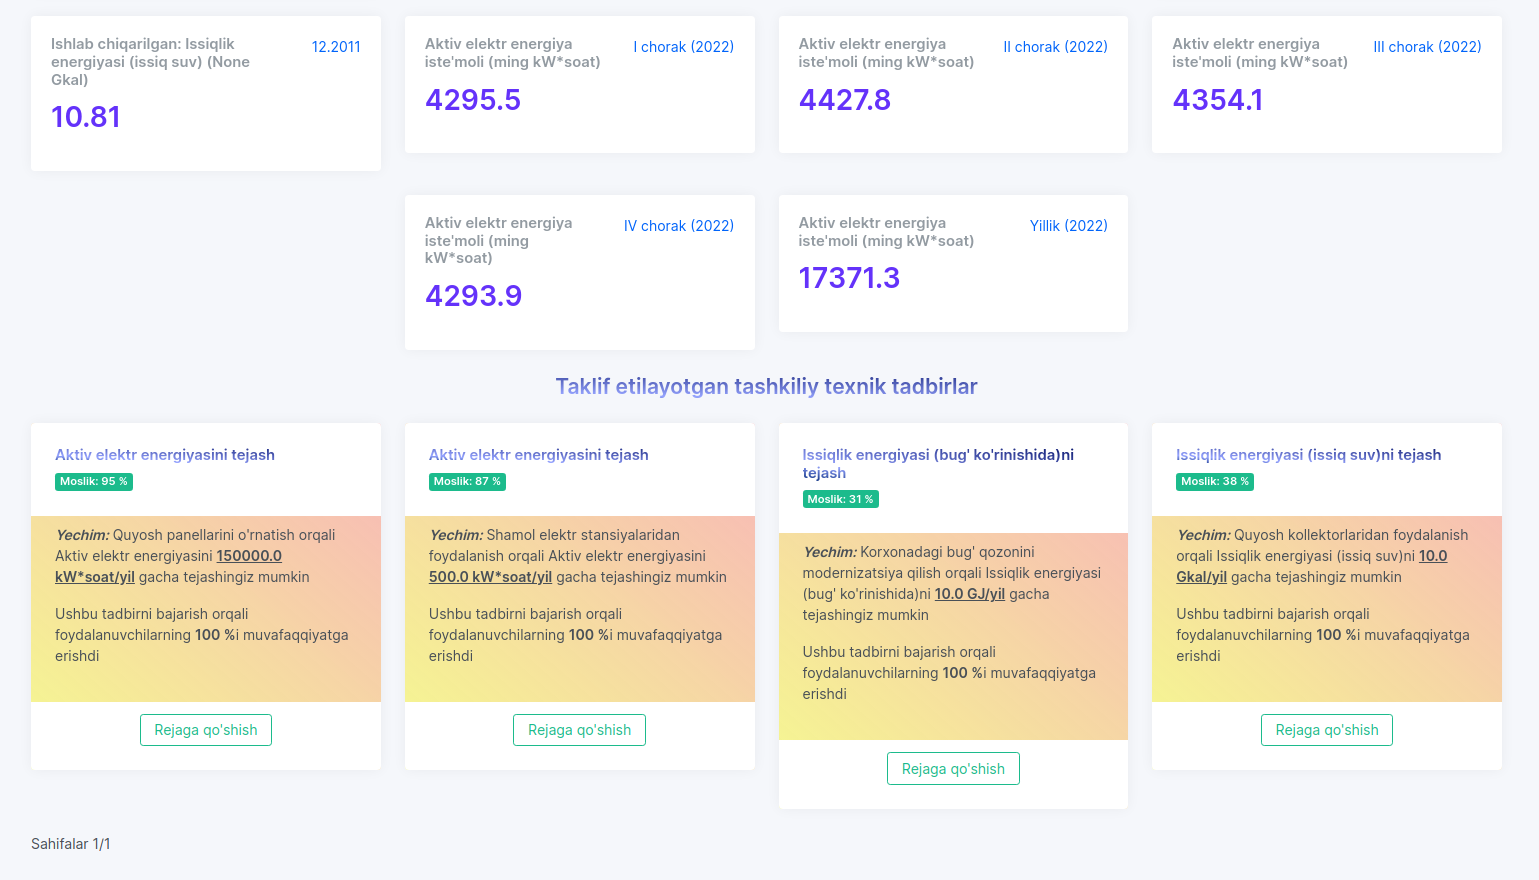 Ishlab chiqarilgan: Issiqlik
energiyasi (issiq suv) (None
Gkal)
12.2011
10.81
Aktiv elektr energiya
iste'moli (ming kW*soat)
I chorak (2022)
4295.5
Aktiv elektr energiya
iste'moli (ming kW*soat)
II chorak (2022)
4427.8
Aktiv elektr energiya
iste'moli (ming kW*soat)
III chorak (2022)
4354.1
Aktiv elektr energiya
iste'moli (ming
kW*soat)
IV chorak (2022)
4293.9
Aktiv elektr energiya
iste'moli (ming kW*soat)
Yillik (2022)
17371.3
Taklif etilayotgan tashkiliy texnik tadbirlar
Aktiv elektr energiyasini tejash
Moslik: 95 %
Yechim: Quyosh panellarini o'rnatish orqali
Aktiv elektr energiyasini 150000.0
kW*soat/yil gacha tejashingiz mumkin
Ushbu tadbirni bajarish orqali
foydalanuvchilarning 100 %i muvafaqqiyatga
erishdi
Rejaga qo'shish
Aktiv elektr energiyasini tejash
Moslik: 87 %
Yechim: Shamol elektr stansiyalaridan
foydalanish orqali Aktiv elektr energiyasini
500.0 kW*soat/yil gacha tejashingiz mumkin
Ushbu tadbirni bajarish orqali
foydalanuvchilarning 100 %i muvafaqqiyatga
erishdi
Rejaga qo'shish
Issiqlik energiyasi (bug' ko'rinishida)ni
tejash
Moslik: 31 %
Yechim: Korxonadagi bug' qozonini
modernizatsiya qilish orqali Issiqlik energiyasi
(bug' ko'rinishida)ni 10.0 GJ/yil gacha
tejashingiz mumkin
Ushbu tadbirni bajarish orqali
foydalanuvchilarning 100 %i muvafaqqiyatga
erishdi
Rejaga qo'shish
Issiqlik energiyasi (issiq suv)ni tejash
Moslik: 38 %
Yechim: Quyosh kollektorlaridan foydalanish
orqali Issiqlik energiyasi (issiq suv)ni 10.0
Gkal/yil gacha tejashingiz mumkin
Ushbu tadbirni bajarish orqali
foydalanuvchilarning 100 %i muvafaqqiyatga
erishdi
Rejaga qo'shish
Sahifalar 1/1